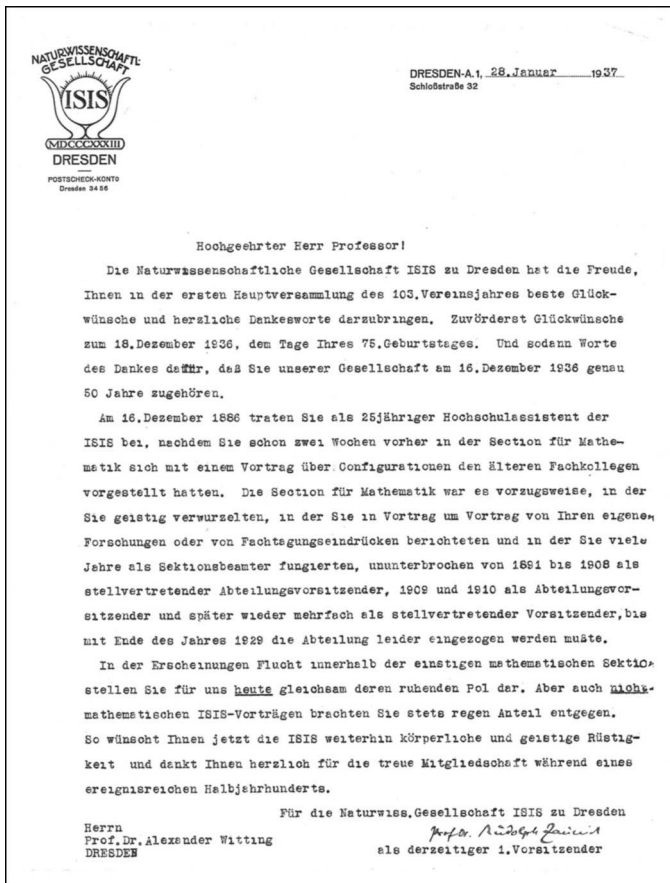 NATURWISSENSCHAFTL:
GESELLSCHAFT
ISIS
MDCCCXXXIII
DRESDEN
POSTSCHECK-KONTO
Dresden 3456
DRESDEN-A.1, 28.Januar 1937
Schloßstraße 32
Hochgeehrter Herr Professor!
Die Naturwissenschaftliche Gesellschaft ISIS zu Dresden hat die Freude,
Ihnen in der ersten Hauptversammlung des 103.Vereinsjahres beste Glück-
wünsche und herzliche Dankesworte darzubringen. Zuvörderst Glückwünsche
zum 18.Dezember 1936, dem Tage Ihres 75.Geburtstages. Und sodann Worte
des Dankes dafür, daß Sie unserer Gesellschaft am 16.Dezember 1936 genau
50 Jahre zugehören.
Am 16.Dezember 1886 traten Sie als 25jähriger Hochschulassistent der
ISIS bei, nachdem Sie schon zwei Wochen vorher in der Section für Mathe-
matik sich mit einem Vortrag über Configurationen den älteren Fachkollegen
vorgestellt hatten. Die Section für Mathematik war es vorzugsweise, in der
Sie geistig verwurzelten, in der Sie in Vortrag um Vortrag von Ihren eigenen
Forschungen oder von Fachtagungseindrücken berichteten und in der Sie viele
Jahre als Sektionsbeamter fungierten, ununterbrochen von 1891 bis 1908 als
stellvertretender Abteilungsvorsitzender, 1909 und 1910 als Abteilungsvor-
sitzender und später wieder mehrfach als stellvertretender Vorsitzender,bis
mit Ende des Jahres 1929 die Abteilung leider eingezogen werden mußte.
In der Erscheinungen Flucht innerhalb der einstigen mathematischen Sektion
stellen Sie für uns heute gleichsam deren ruhenden Pol dar. Aber auch nicht-
mathematischen ISIS-Vorträgen brachten Sie stets regen Anteil entgegen.
So wünscht Ihnen jetzt die ISIS weiterhin körperliche und geistige Rüstig-
keit und dankt Ihnen herzlich für die treue Mitgliedschaft während eines
ereignisreichen Halbjahrhunderts.
Für die Naturwiss.Gesellschaft ISIS zu Dresden
Herrn
Prof.Dr.Alexander Witting
DRESDEN
Prof. Dr. Rudolph Zaunick
als derzeitiger 1.Vorsitzender